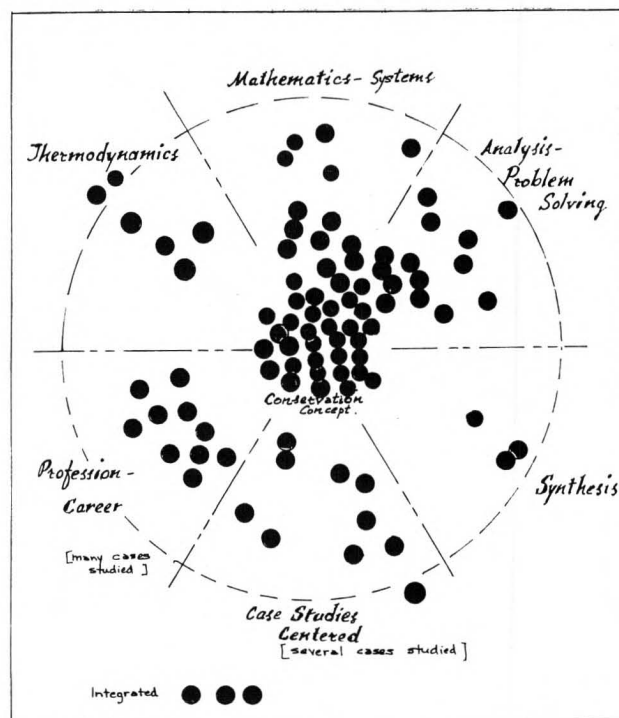 Mathematics - Systems
Thermodynamics
Analysis-
Problem
Solving
Conservation
Concept.
Profession -
Career
Synthesis
[many cases
studied]
Case Studies
Centered
[several cases studied]
Integrated